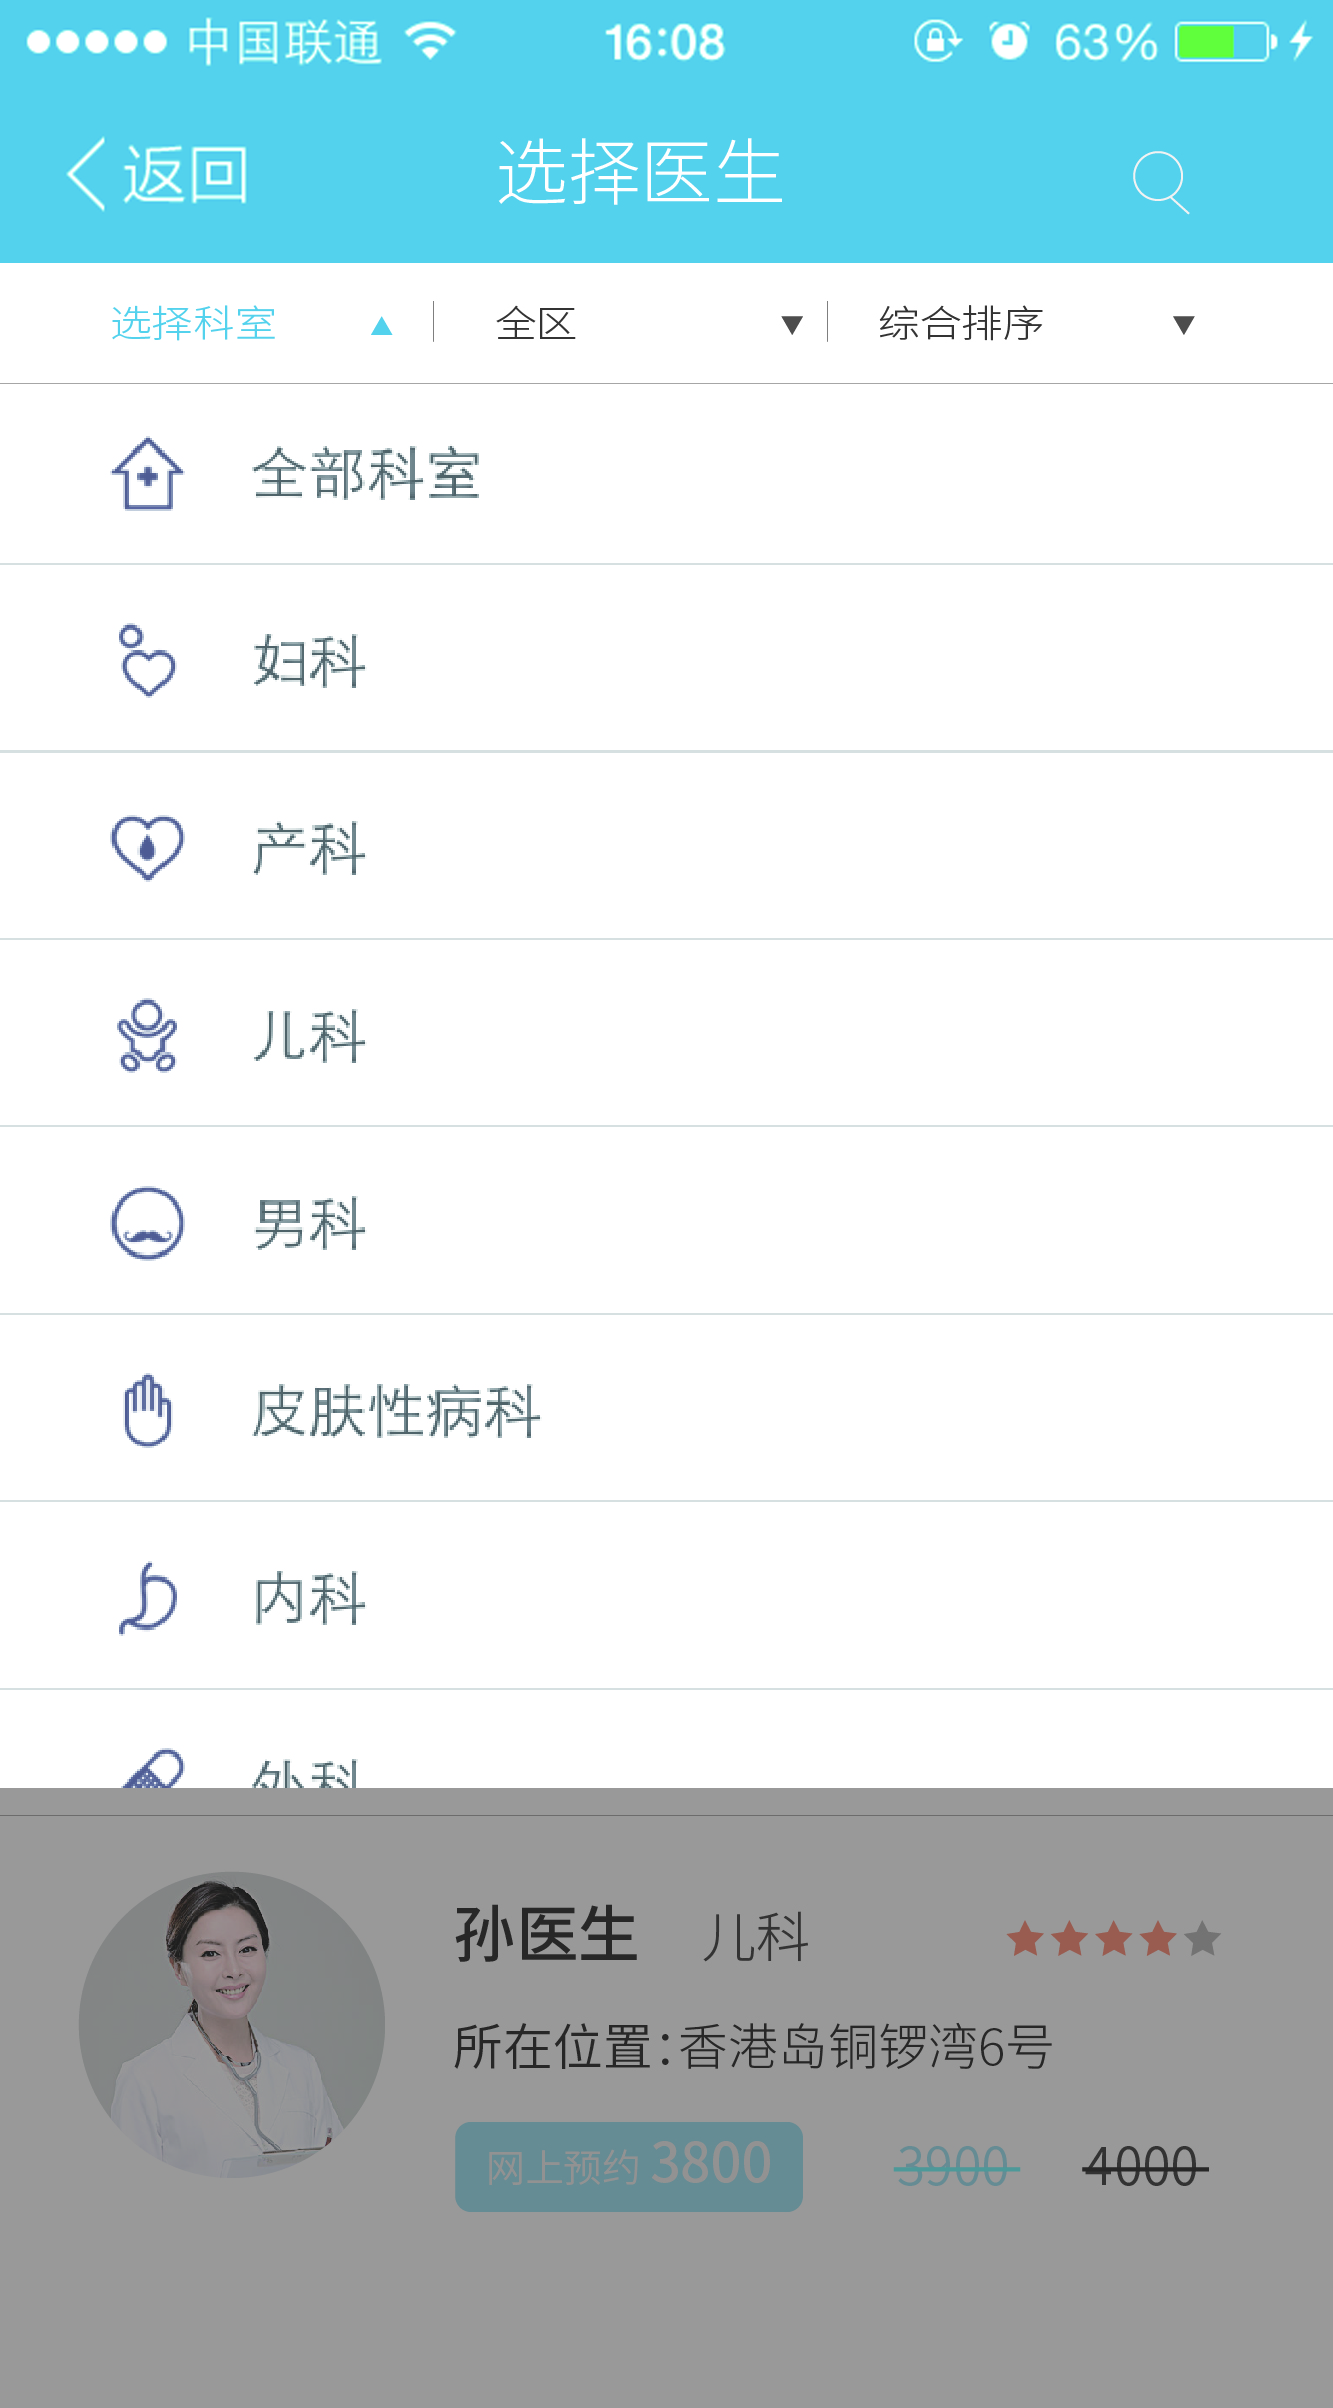 中国联通 16:08 63%
返回 选择医生
选择科室 全区 综合排序
全部科室
妇科
产科
儿科
男科
皮肤性病科
内科
外科
孙医生 儿科
所在位置:香港岛铜锣湾6号
网上预约 3800 3900 4000